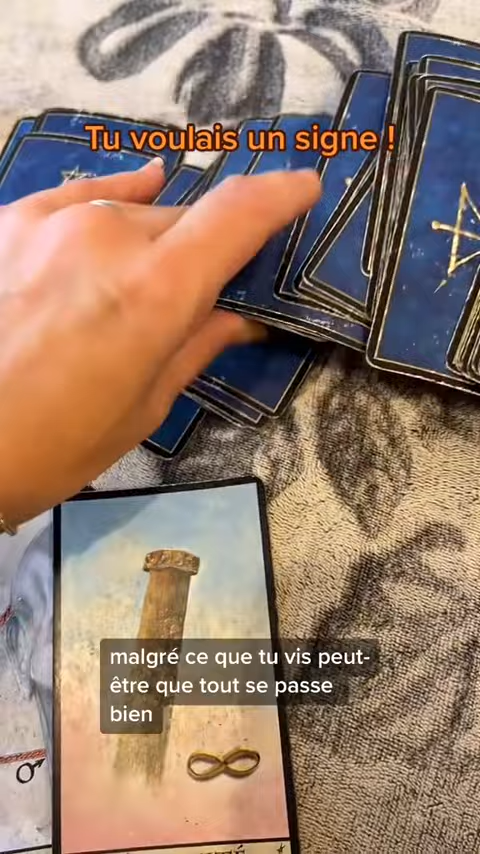 Tu voulais un signe !
malgré ce que tu vis peut-
être que tout se passe
bien